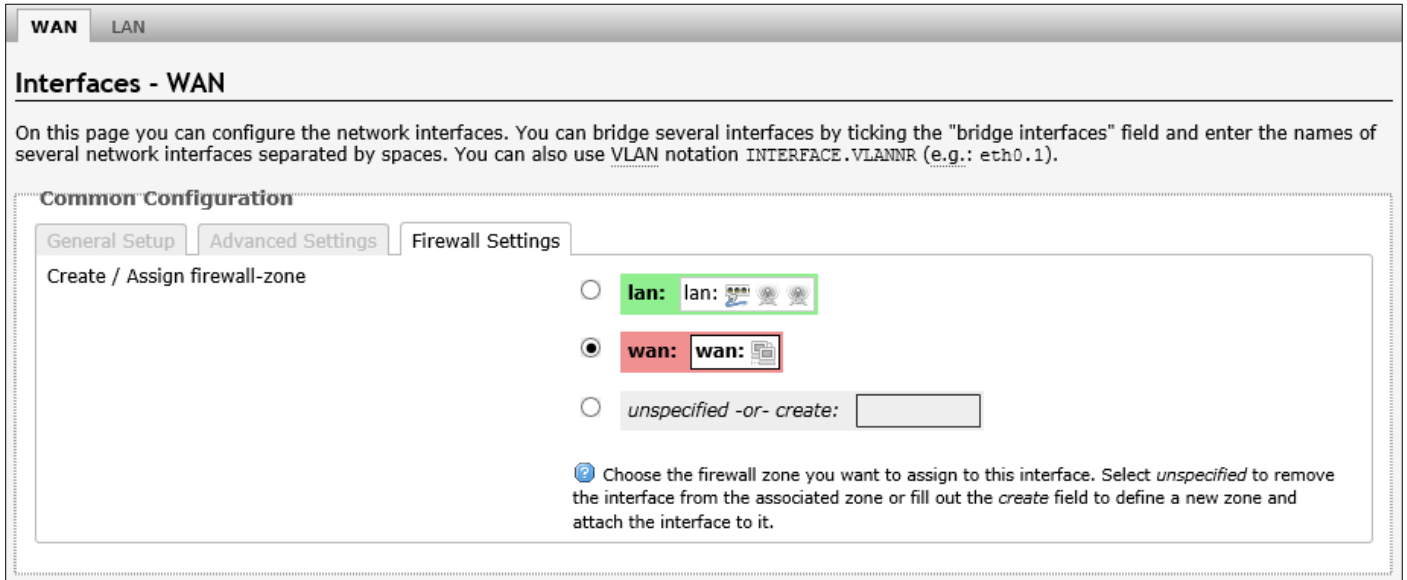 WAN LAN
Interfaces - WAN
On this page you can configure the network interfaces. You can bridge several interfaces by ticking the "bridge interfaces" field and enter the names of
several network interfaces separated by spaces. You can also use VLAN notation INTERFACE.VLANNR (e.g.: eth0.1).
Common Configuration
General Setup Advanced Settings Firewall Settings
Create / Assign firewall-zone
lan: lan:
wan: wan:
unspecified -or- create:
Choose the firewall zone you want to assign to this interface. Select unspecified to remove
the interface from the associated zone or fill out the create field to define a new zone and
attach the interface to it.